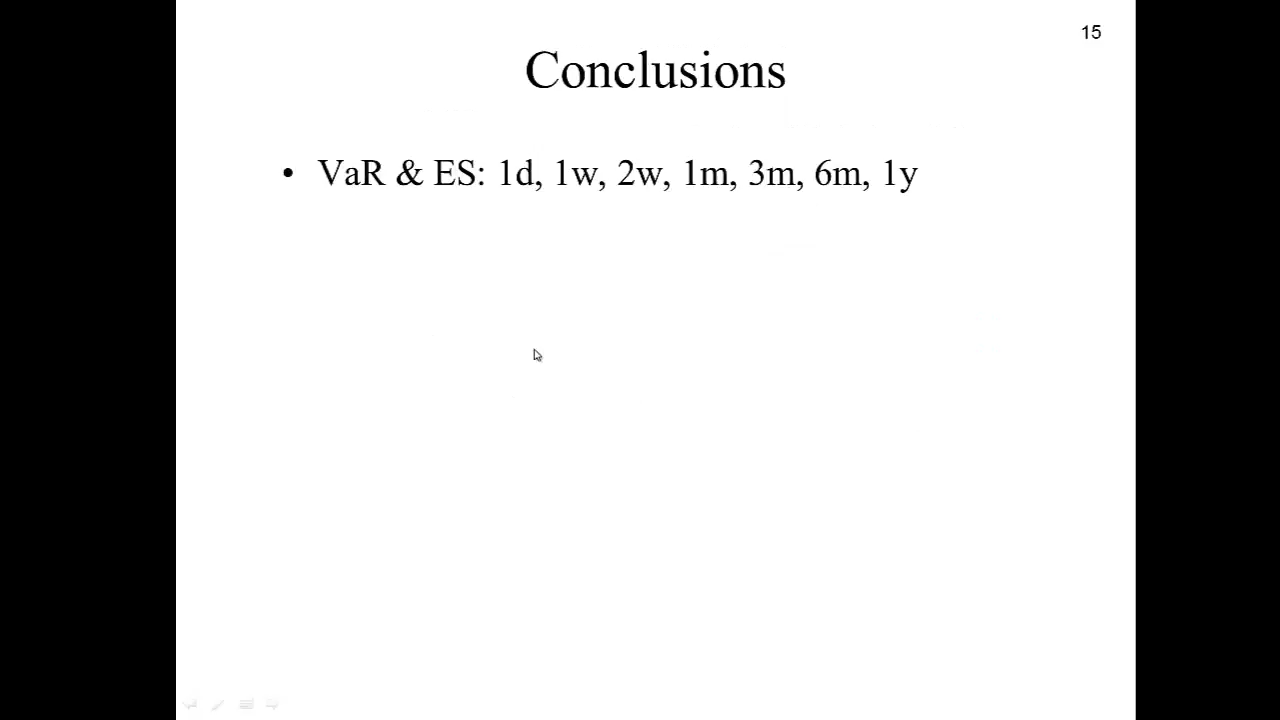 15
Conclusions
• VaR & ES: 1d, 1w, 2w, 1m, 3m, 6m, 1y